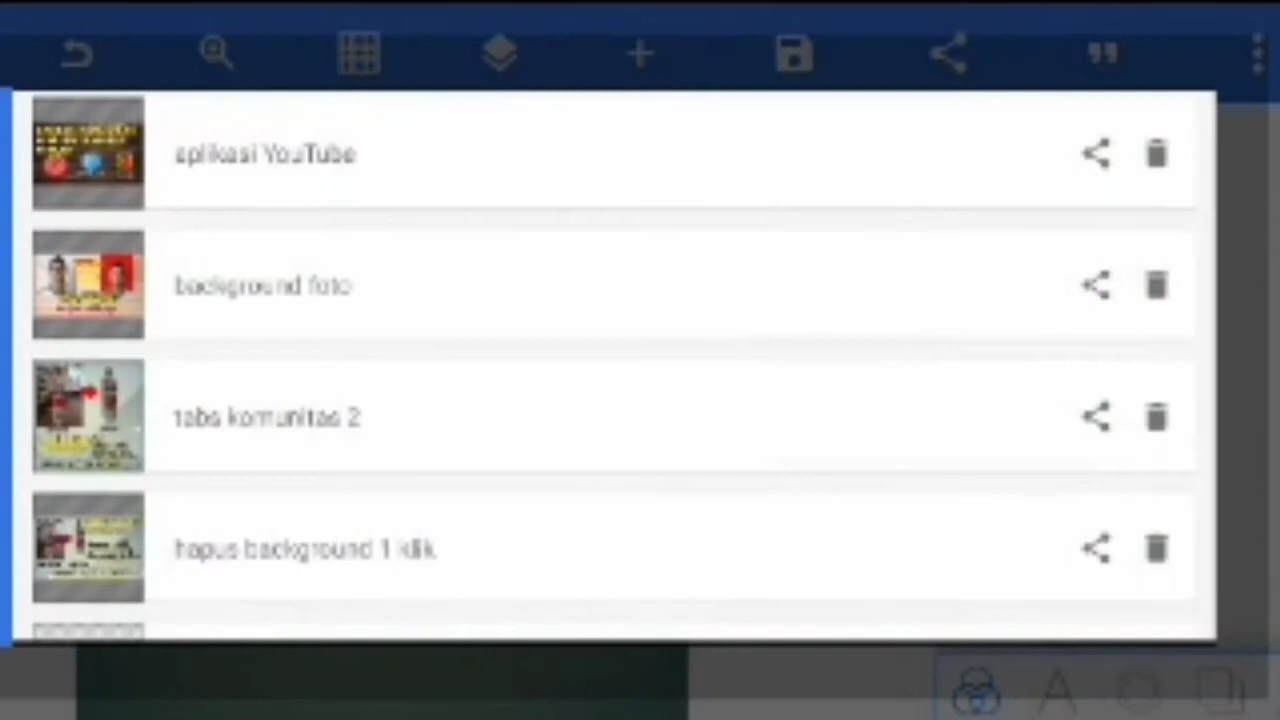 aplikasi YouTube
background foto
tabs komunitas 2
hapus background 1 klik